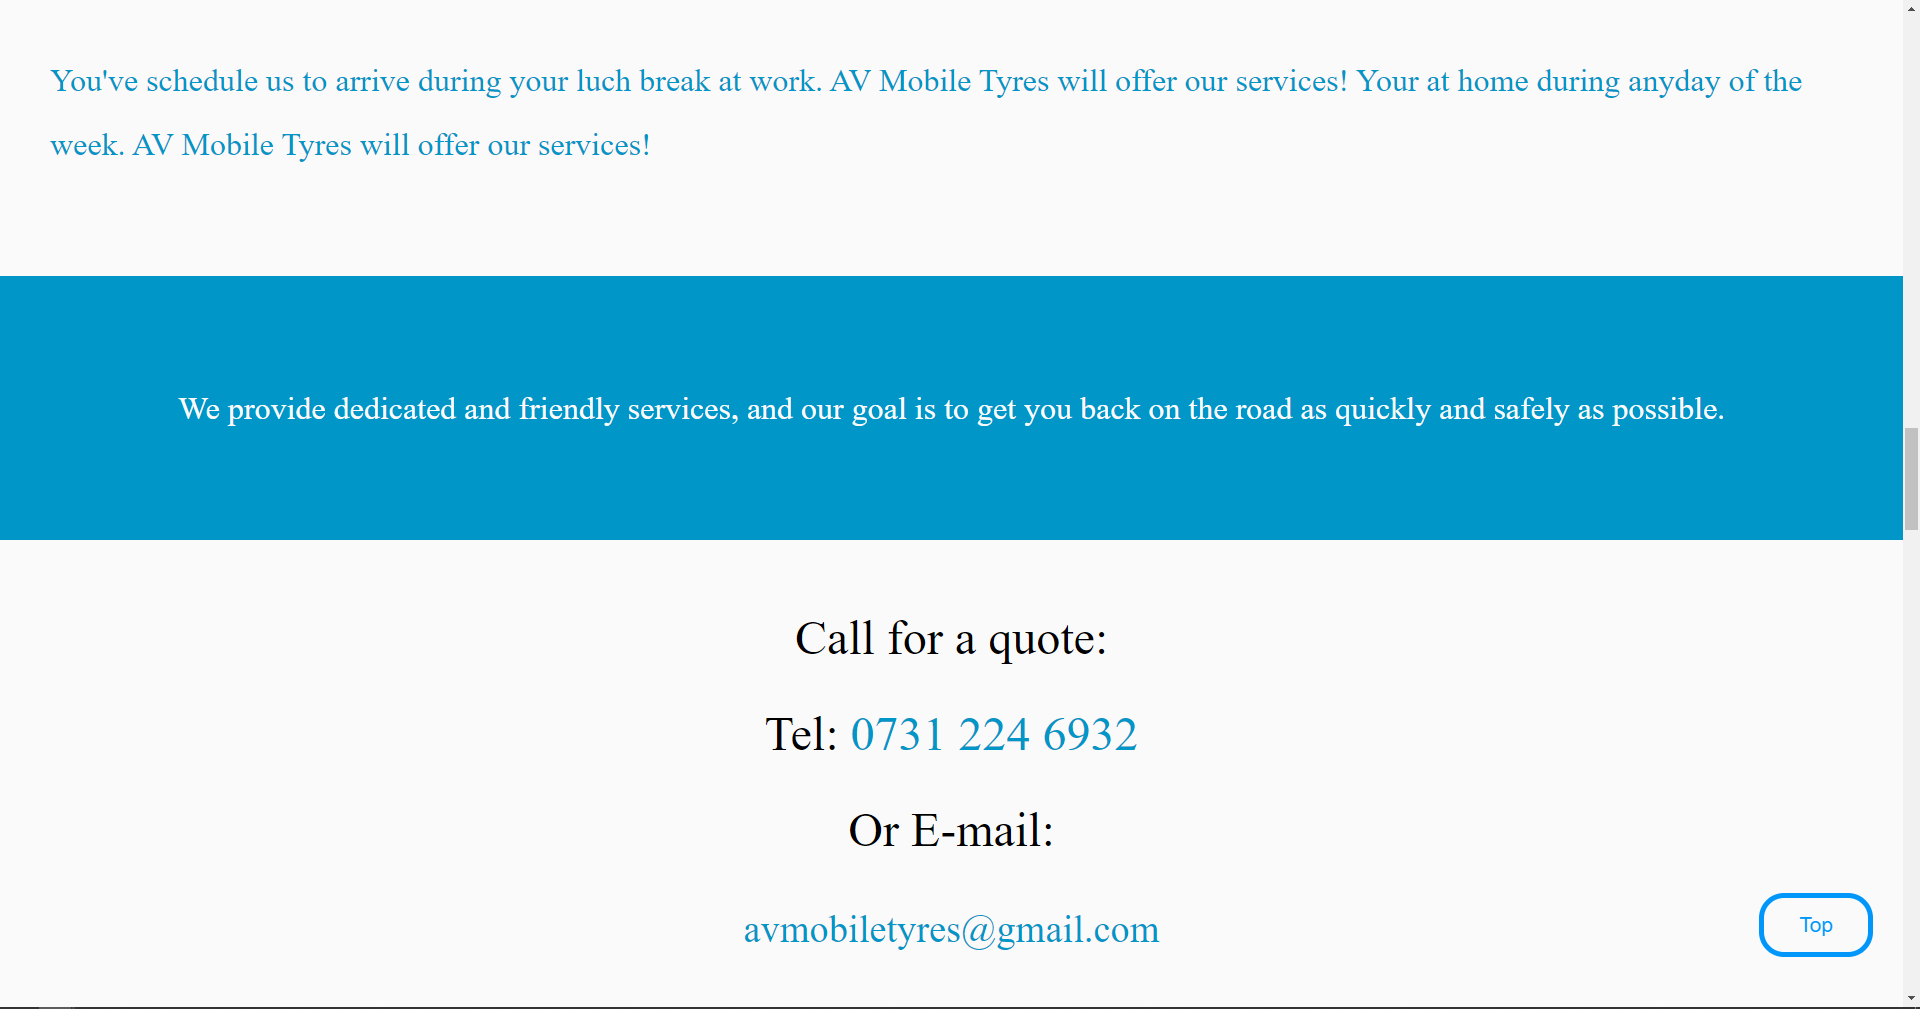 You've schedule us to arrive during your luch break at work. AV Mobile Tyres will offer our services! Your at home during anyday of the
week. AV Mobile Tyres will offer our services!
We provide dedicated and friendly services, and our goal is to get you back on the road as quickly and safely as possible.
Call for a quote:
Tel: 0731 224 6932
Or E-mail:
avmobiletyres@gmail.com
Top